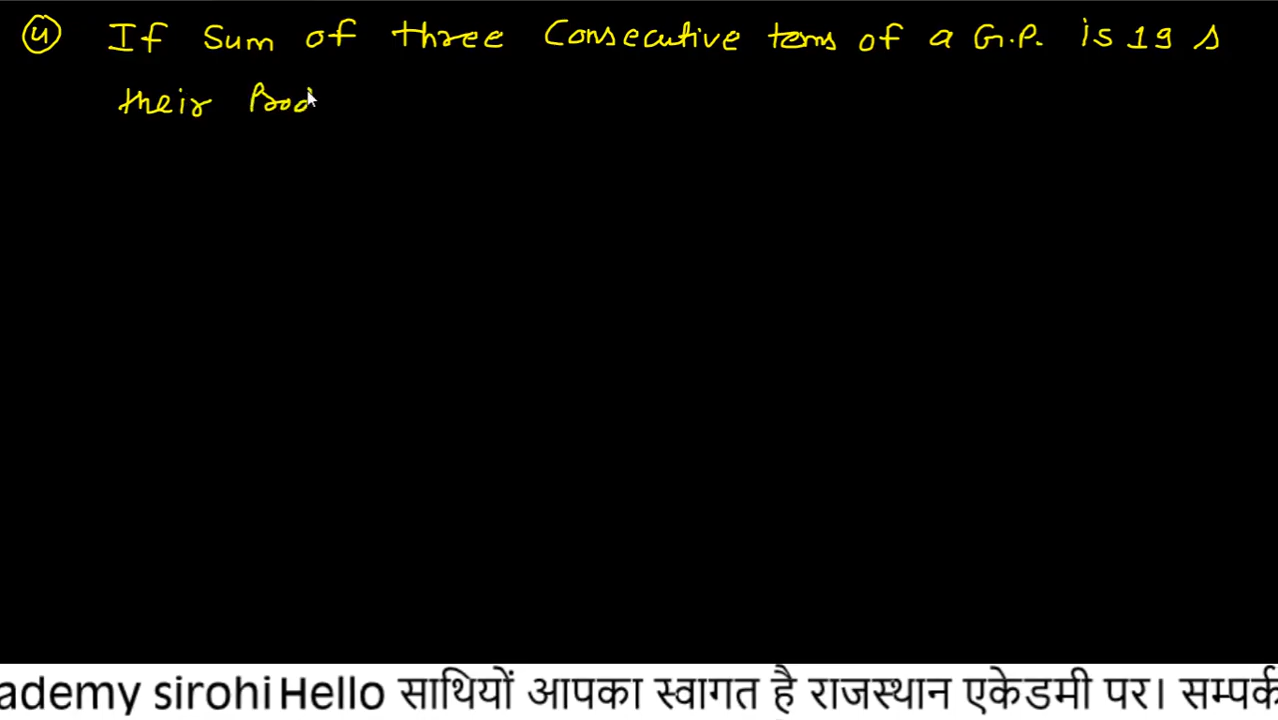 4 If Sum of three Consecutive tems of a G.P. is 19 s
their Prod
ademy sirohi Hello साथियों आपका स्वागत है राजस्थान एकेडमी पर। सम्पर्क